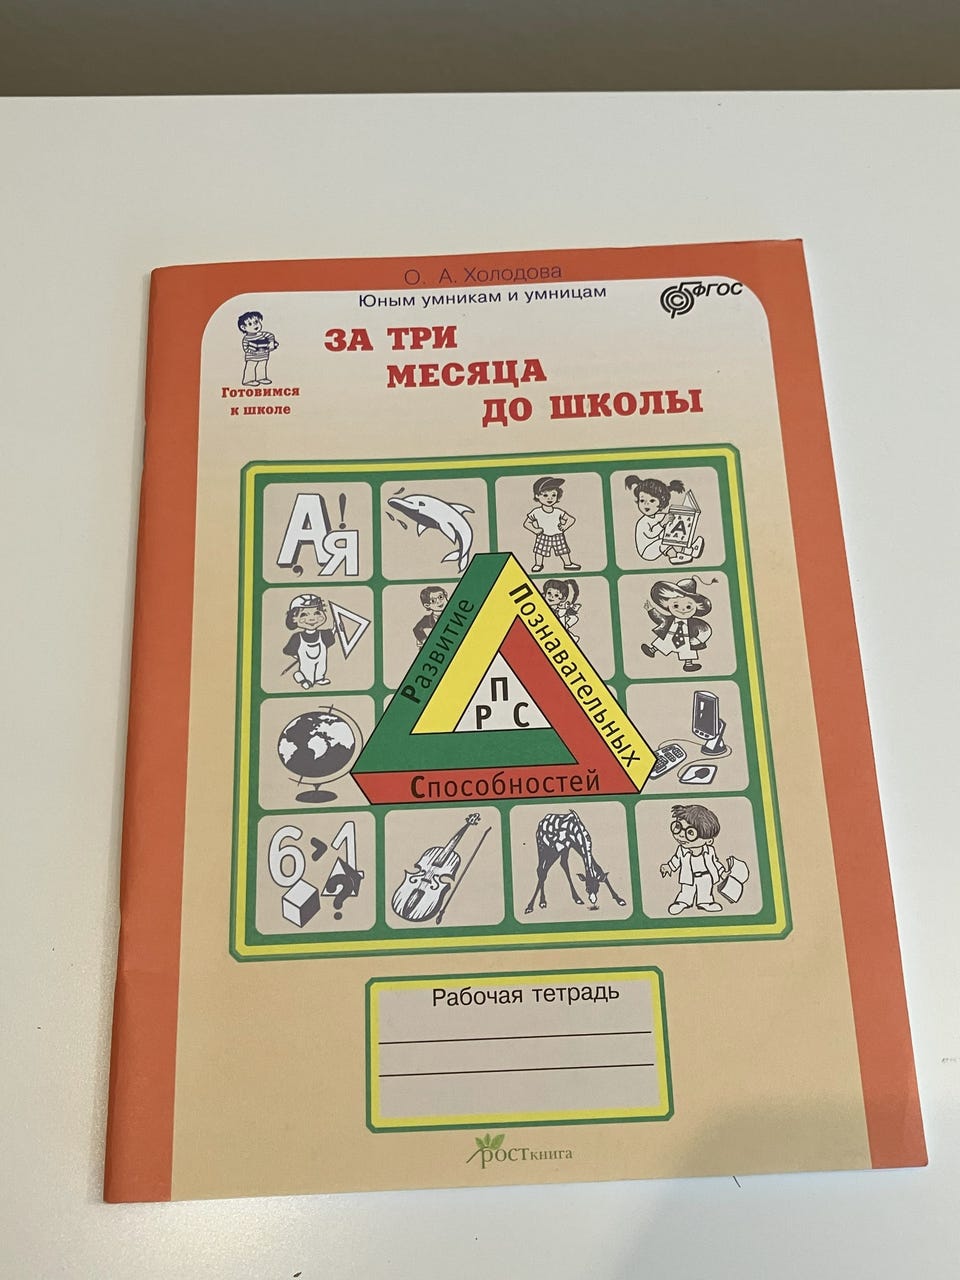 О. А. Холодова
Юным умникам и умницам
ФГОС
ЗА ТРИ
МЕСЯЦА
ДО ШКОЛЫ
Готовимся
к школе
А!
,Я
А
Развитие
Познавательных
П
Р С
Способностей
6>1
?
Рабочая тетрадь
росткнига